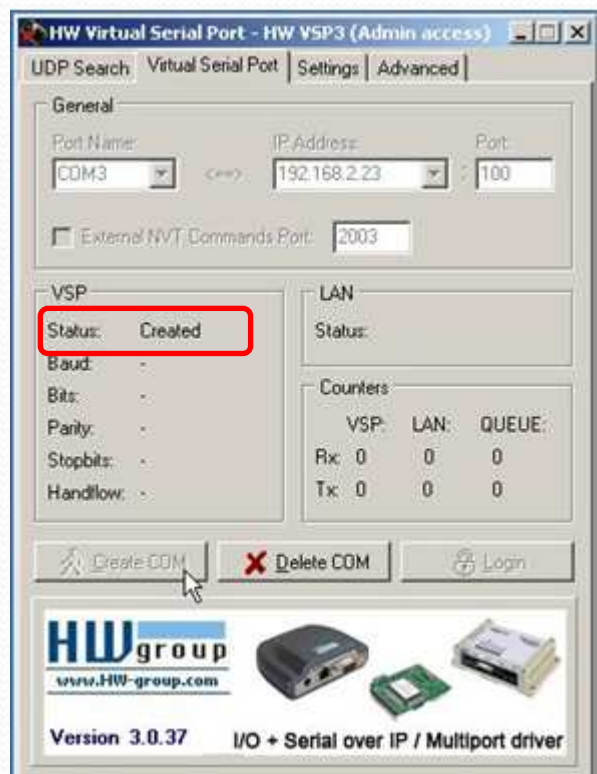 HW Virtual Serial Port - HW VSP3 (Admin access)
UDP Search Virtual Serial Port Settings Advanced
General
Port Name: IP Address: Port:
COM3 <==> 192.168.2.23 : 100
External NVT Commands Port: 2003
VSP
Status: Created
Baud: -
Bits: -
Parity: -
Stopbits: -
Handflow: -
LAN
Status:
Counters
VSP: LAN: QUEUE:
Rx: 0 0 0
Tx: 0 0 0
Create COM Delete COM Login
HW group
www.HW-group.com
Version 3.0.37
I/O + Serial over IP / Multiport driver